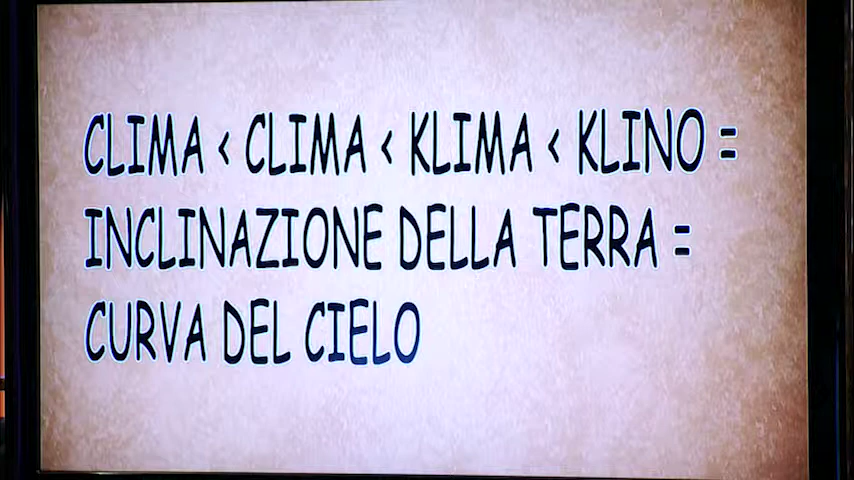 CLIMA < CLIMA < KLIMA < KLINO =
INCLINAZIONE DELLA TERRA =
CURVA DEL CIELO